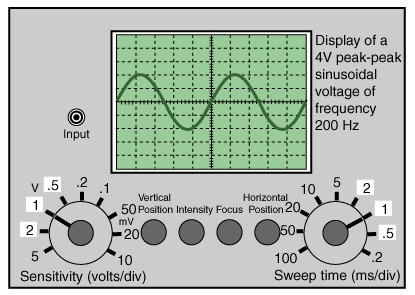 Display of a
4V peak-peak
sinusoidal
voltage of
frequency
200 Hz
Input
V
.5
.2
.1
1
50
mV
2
20
5
10
Vertical
Position
Intensity
Focus
Horizontal
Position
10
5
2
20
1
50
.5
100
.2
Sensitivity (volts/div)
Sweep time (ms/div)